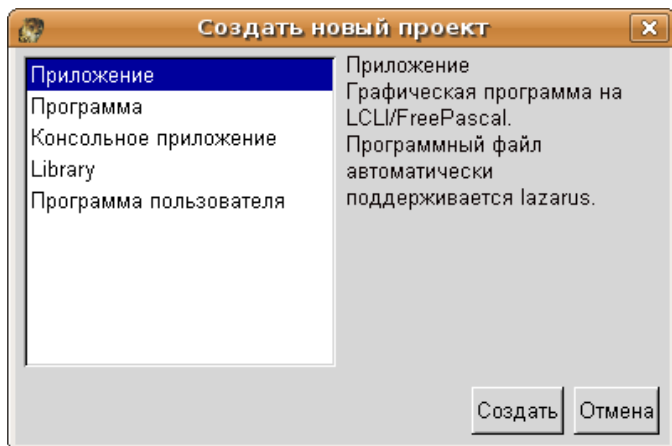 Создать новый проект
Приложение
Программа
Консольное приложение
Library
Программа пользователя
Приложение
Графическая программа на
LCLI/FreePascal.
Программный файл
автоматически
поддерживается lazarus.
Создать
Отмена